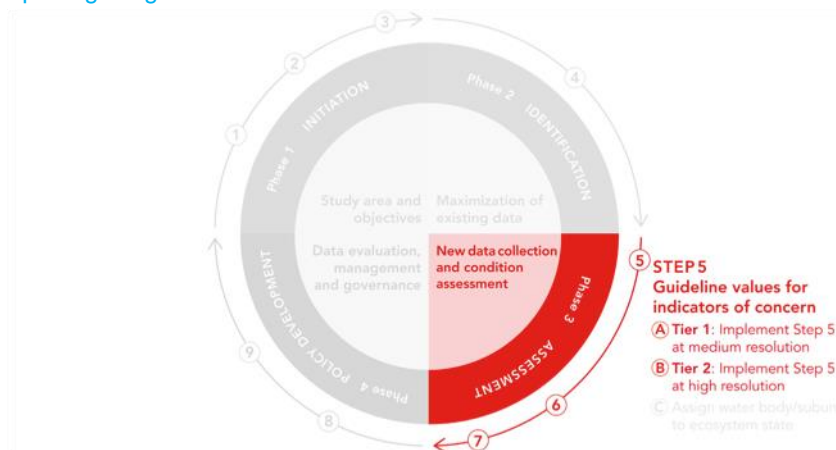 3
2
4
1
Phase 1 INITIATION
Phase 2 IDENTIFICATION
Study area and
objectives
Maximization of
existing data
Data evaluation,
management
and governance
New data collection
and condition
assessment
Phase 3 ASSESSMENT
Phase 4 POLICY DEVELOPMENT
5
STEP 5
Guideline values for
indicators of concern
A Tier 1: Implement Step 5
at medium resolution
B Tier 2: Implement Step 5
at high resolution
C Assign water body/subun
to ecosystem state
9
8
7
6